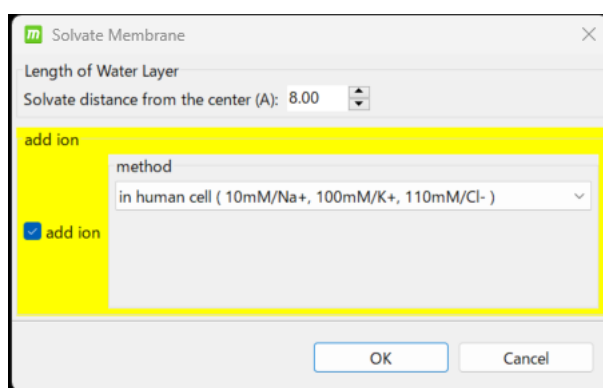 Solvate Membrane
Length of Water Layer
Solvate distance from the center (A): 8.00
add ion
method
in human cell ( 10mM/Na+, 100mM/K+, 110mM/Cl- )
add ion
OK Cancel